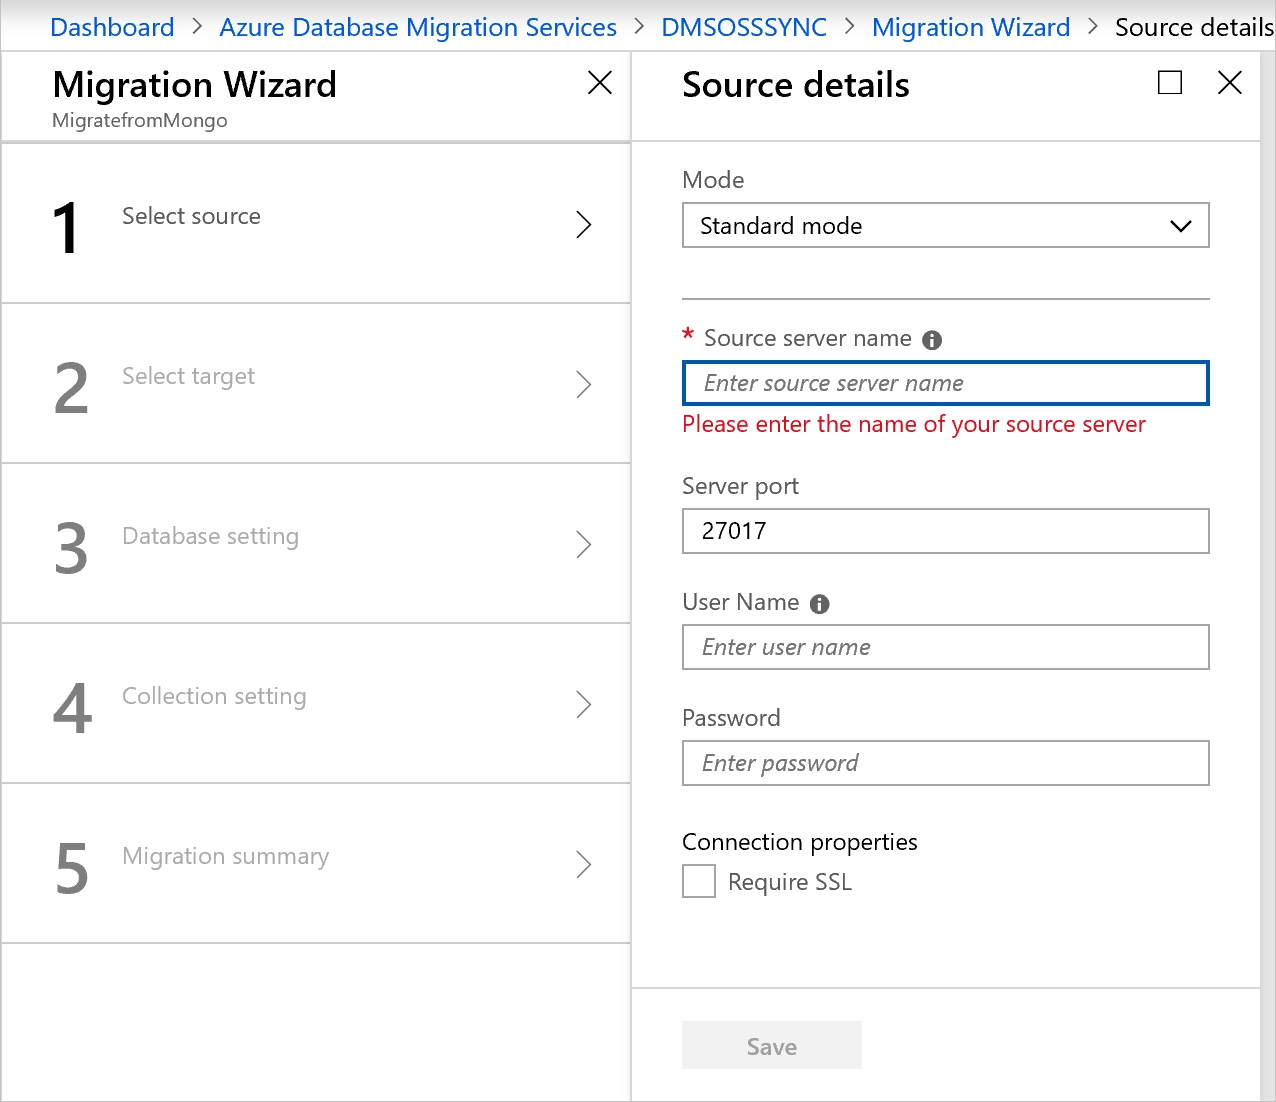 Dashboard > Azure Database Migration Services > DMSOSSSYNC > Migration Wizard > Source details
Migration Wizard
MigratefromMongo
1 Select source
2 Select target
3 Database setting
4 Collection setting
5 Migration summary
Source details
Mode
Standard mode
* Source server name
Enter source server name
Please enter the name of your source server
Server port
27017
User Name
Enter user name
Password
Enter password
Connection properties
Require SSL
Save